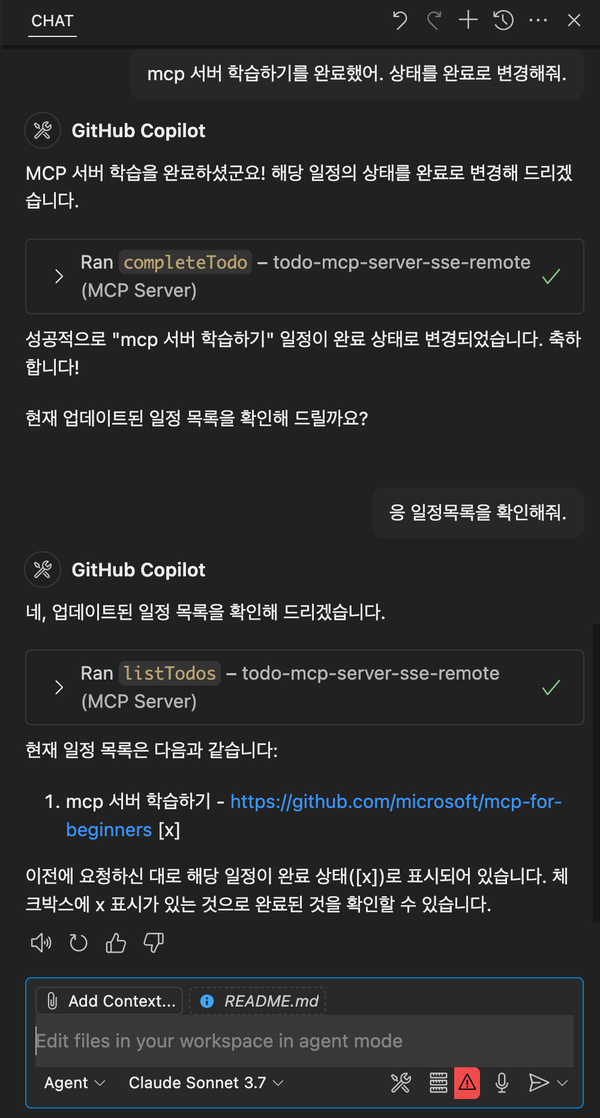 CHAT
mcp 서버 학습하기를 완료했어. 상태를 완료로 변경해줘.
GitHub Copilot
MCP 서버 학습을 완료하셨군요! 해당 일정의 상태를 완료로 변경해 드리겠
습니다.
Ran completeTodo – todo-mcp-server-sse-remote
(MCP Server)
성공적으로 "mcp 서버 학습하기" 일정이 완료 상태로 변경되었습니다. 축하
합니다!
현재 업데이트된 일정 목록을 확인해 드릴까요?
응 일정목록을 확인해줘.
GitHub Copilot
네, 업데이트된 일정 목록을 확인해 드리겠습니다.
Ran listTodos – todo-mcp-server-sse-remote
(MCP Server)
현재 일정 목록은 다음과 같습니다:
1. mcp 서버 학습하기 - https://github.com/microsoft/mcp-for-
beginners [x]
이전에 요청하신 대로 해당 일정이 완료 상태([x])로 표시되어 있습니다. 체
크박스에 x 표시가 있는 것으로 완료된 것을 확인할 수 있습니다.
Add Context... README.md
Edit files in your workspace in agent mode
Agent Claude Sonnet 3.7